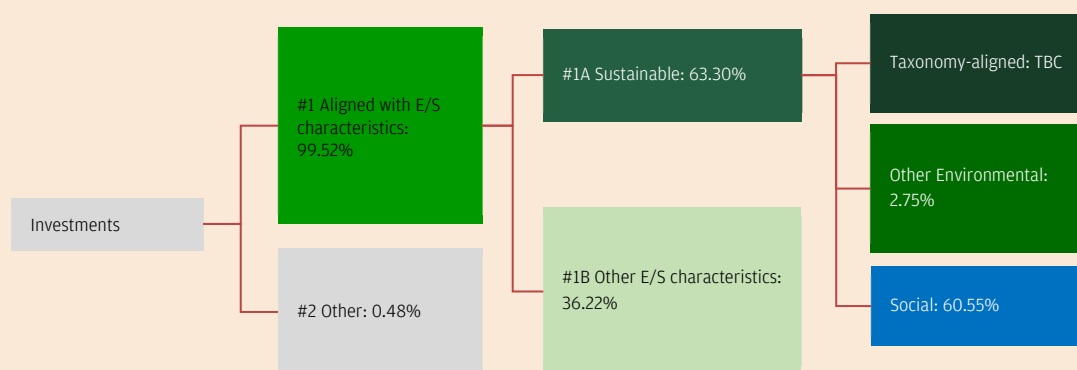 Investments
#1 Aligned with E/S
characteristics:
99.52%
#2 Other: 0.48%
#1A Sustainable: 63.30%
#1B Other E/S characteristics:
36.22%
Taxonomy-aligned: TBC
Other Environmental:
2.75%
Social: 60.55%